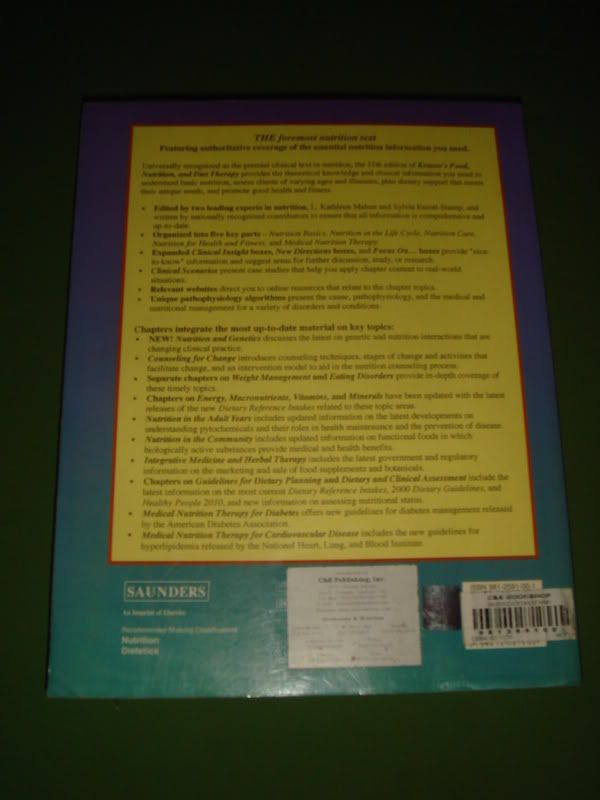 THE foremost nutrition text
Featuring authoritative coverage of the essential nutrition information you need.
Universally recognized as the premier clinical text in nutrition, the 11th edition of Krause's Food,
Nutrition, and Diet Therapy provides the theoretical knowledge and clinical information you need to
understand basic nutrition, assess clients of varying ages and illnesses, plan dietary support that meets
their unique needs, and promote good health and fitness.
• Edited by two leading experts in nutrition, L. Kathleen Mahan and Sylvia Escott-Stump, and
written by nationally recognized contributors to ensure that all information is comprehensive and
up-to-date.
• Organized into five key parts – Nutrition Basics, Nutrition in the Life Cycle, Nutrition Care,
Nutrition for Health and Fitness, and Medical Nutrition Therapy.
• Expanded Clinical Insight boxes, New Directions boxes, and Focus On... boxes provide "nice-
to-know" information and suggest areas for further discussion, study, or research.
• Clinical Scenarios present case studies that help you apply chapter content to real-world
situations.
• Relevant websites direct you to online resources that relate to the chapter topics.
• Unique pathophysiology algorithms present the cause, pathophysiology, and the medical and
nutritional management for a variety of disorders and conditions.
Chapters integrate the most up-to-date material on key topics:
• NEW! Nutrition and Genetics discusses the latest on genetic and nutrition interactions that are
changing clinical practice.
• Counseling for Change introduces counseling techniques, stages of change and activities that
facilitate change, and an intervention model to aid in the nutrition counseling process.
• Separate chapters on Weight Management and Eating Disorders provide in-depth coverage of
these timely topics.
• Chapters on Energy, Macronutrients, Vitamins, and Minerals have been updated with the latest
releases of the new Dietary Reference Intakes related to these topic areas.
• Nutrition in the Adult Years includes updated information on the latest developments on
understanding pytochemicals and their roles in health maintenance and the prevention of disease.
• Nutrition in the Community includes updated information on functional foods in which
biologically active substances provide medical and health benefits.
• Integrative Medicine and Herbal Therapy includes the latest government and regulatory
information on the marketing and sale of food supplements and botanicals.
• Chapters on Guidelines for Dietary Planning and Dietary and Clinical Assessment include the
latest information on the most current Dietary Reference Intakes, 2000 Dietary Guidelines, and
Healthy People 2010, and new information on assessing nutritional status.
• Medical Nutrition Therapy for Diabetes offers new guidelines for diabetes management released
by the American Diabetes Association.
• Medical Nutrition Therapy for Cardiovascular Disease includes the new guidelines for
hyperlipidemia released by the National Heart, Lung, and Blood Institute.
SAUNDERS
An Imprint of Elsevier
Recommended Shelving Classifications
Nutrition
Dietetics
C&E Publishing, Inc.
C&E BOOKSHOP